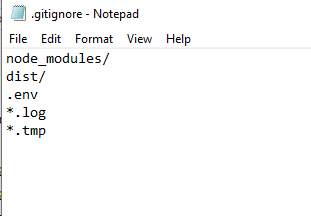 .gitignore - Notepad
File Edit Format View Help
node_modules/
dist/
.env
*.log
*.tmp